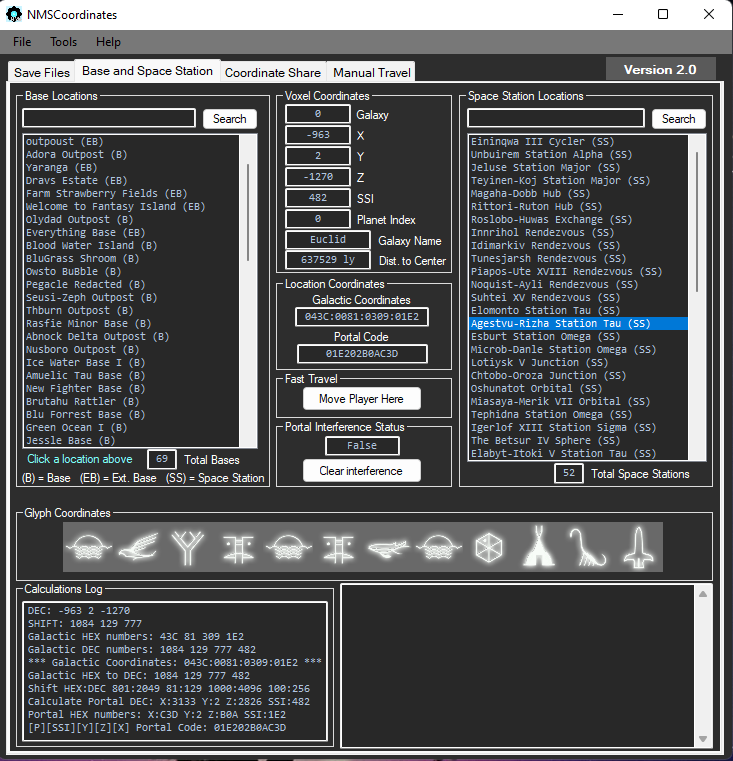 NMSCoordinates
File Tools Help
Save Files Base and Space Station Coordinate Share Manual Travel
Version 2.0
Base Locations
Search
outpoust (EB)
Adora Outpost (B)
Yaranga (EB)
Dravs Estate (EB)
Farm Strawberry Fields (EB)
Welcome to Fantasy Island (EB)
Olydad Outpost (B)
Everything Base (EB)
Blood Water Island (B)
BluGrass Shroom (B)
Owsto BuBble (B)
Pegacle Redacted (B)
Seusi-Zeph Outpost (B)
Thburn Outpost (B)
Rasfie Minor Base (B)
Abnock Delta Outpost (B)
Nusboro Outpost (B)
Ice Water Base I (B)
Amuelic Tau Base (B)
New Fighter Base (B)
Brutahu Rattler (B)
Blu Forrest Base (B)
Green Ocean I (B)
Jessle Base (B)
Click a location above 69 Total Bases
(B) = Base (EB) = Ext. Base (SS) = Space Station
Voxel Coordinates
0 Galaxy
-963 X
2 Y
-1270 Z
482 SSI
0 Planet Index
Euclid Galaxy Name
637529 ly Dist. to Center
Location Coordinates
Galactic Coordinates
043C:0081:0309:01E2
Portal Code
01E202B0AC3D
Fast Travel
Move Player Here
Portal Interference Status
False
Clear interference
Space Station Locations
Search
Eininqwa III Cycler (SS)
Unbuirem Station Alpha (SS)
Jeluse Station Major (SS)
Teyinen-Koj Station Major (SS)
Magaha-Dobb Hub (SS)
Rittori-Ruton Hub (SS)
Roslobo-Huwas Exchange (SS)
Innrihol Rendezvous (SS)
Idimarkiv Rendezvous (SS)
Tunesjarsh Rendezvous (SS)
Piapos-Ute XVIII Rendezvous (SS)
Noquist-Ayli Rendezvous (SS)
Suhtei XV Rendezvous (SS)
Elomonto Station Tau (SS)
Agestvu-Rizha Station Tau (SS)
Esburt Station Omega (SS)
Microb-Danle Station Omega (SS)
Lotiysk V Junction (SS)
Chtobo-Oroza Junction (SS)
Oshunatot Orbital (SS)
Miasaya-Merik VII Orbital (SS)
Tephidna Station Omega (SS)
Igerlof XIII Station Sigma (SS)
The Betsur IV Sphere (SS)
Elabyt-Itoki V Station Tau (SS)
52 Total Space Stations
Glyph Coordinates
Calculations Log
DEC: -963 2 -1270
SHIFT: 1084 129 777
Galactic HEX numbers: 43C 81 309 1E2
Galactic DEC numbers: 1084 129 777 482
*** Galactic Coordinates: 043C:0081:0309:01E2 ***
Galactic HEX to DEC: 1084 129 777 482
Shift HEX:DEC 801:2049 81:129 1000:4096 100:256
Calculate Portal DEC: X:3133 Y:2 Z:2826 SSI:482
Portal HEX numbers: X:C3D Y:2 Z:B0A SSI:1E2
[P][SSI][Y][Z][X] Portal Code: 01E202B0AC3D